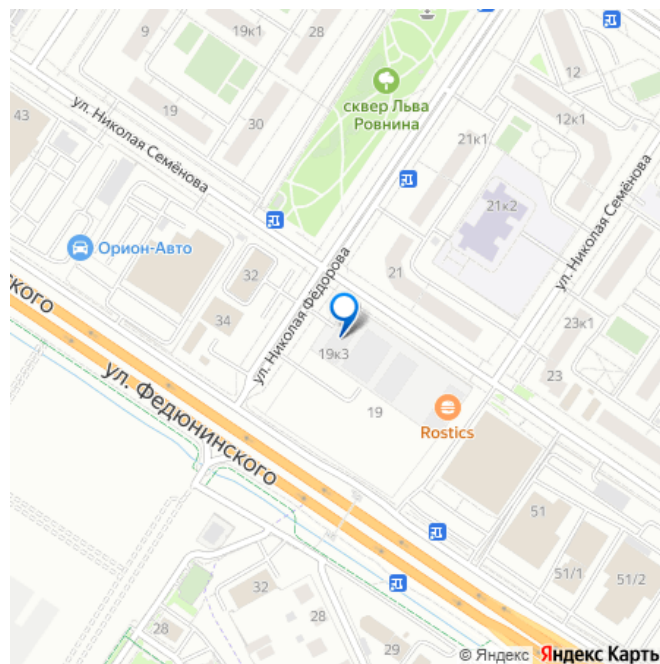 9
19к1
28
12
сквер Льва
Ровнина
43
19
30
ул. Николая Семёнова
21к1
12к1
21к2
ул. Николая Семёнова
Орион-Авто
32
34
ул. Николая Фёдорова
21
23к1
23
19к3
19
Rostics
ского
ул. Федюнинского
51
51/1
51/2
32
28
28
29
© Яндекс Яндекс Карты